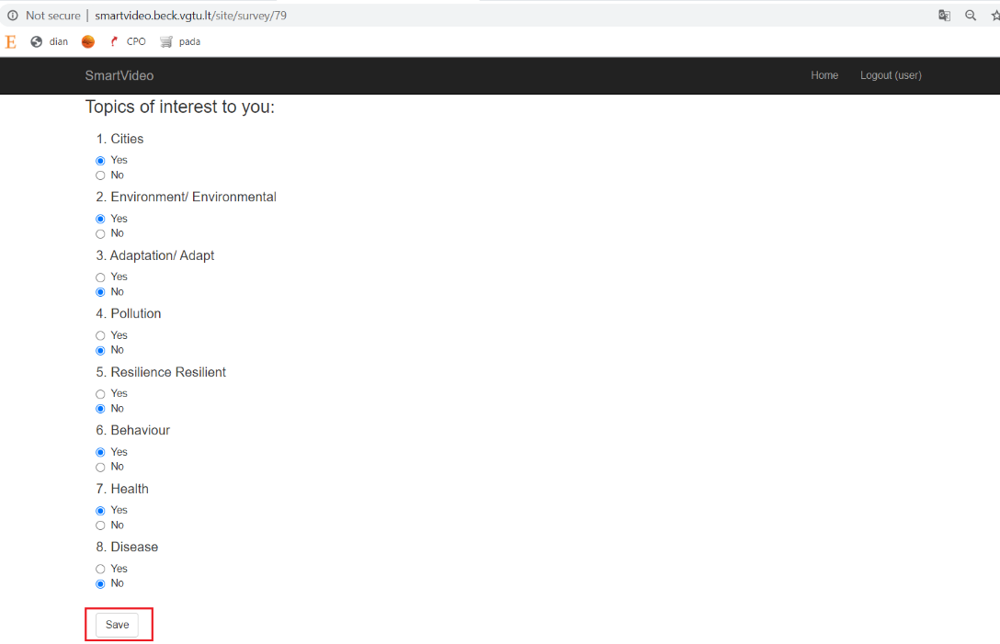 Not secure | smartvideo.beck.vgtu.lt/site/survey/79
E dian CPO pada
SmartVideo Home Logout (user)
Topics of interest to you:
1. Cities
Yes
No
2. Environment/ Environmental
Yes
No
3. Adaptation/ Adapt
Yes
No
4. Pollution
Yes
No
5. Resilience Resilient
Yes
No
6. Behaviour
Yes
No
7. Health
Yes
No
8. Disease
Yes
No
Save